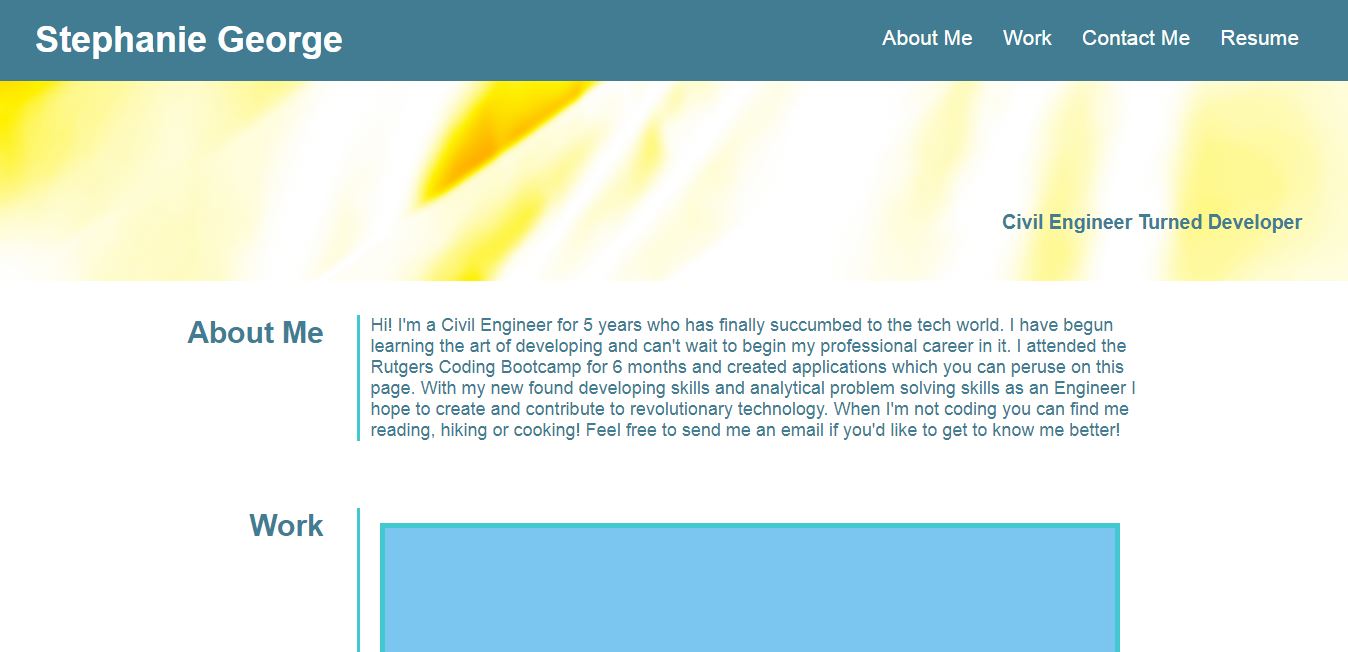 Stephanie George
About Me Work Contact Me Resume
Civil Engineer Turned Developer
About Me
Hi! I'm a Civil Engineer for 5 years who has finally succumbed to the tech world. I have begun
learning the art of developing and can't wait to begin my professional career in it. I attended the
Rutgers Coding Bootcamp for 6 months and created applications which you can peruse on this
page. With my new found developing skills and analytical problem solving skills as an Engineer I
hope to create and contribute to revolutionary technology. When I'm not coding you can find me
reading, hiking or cooking! Feel free to send me an email if you'd like to get to know me better!
Work